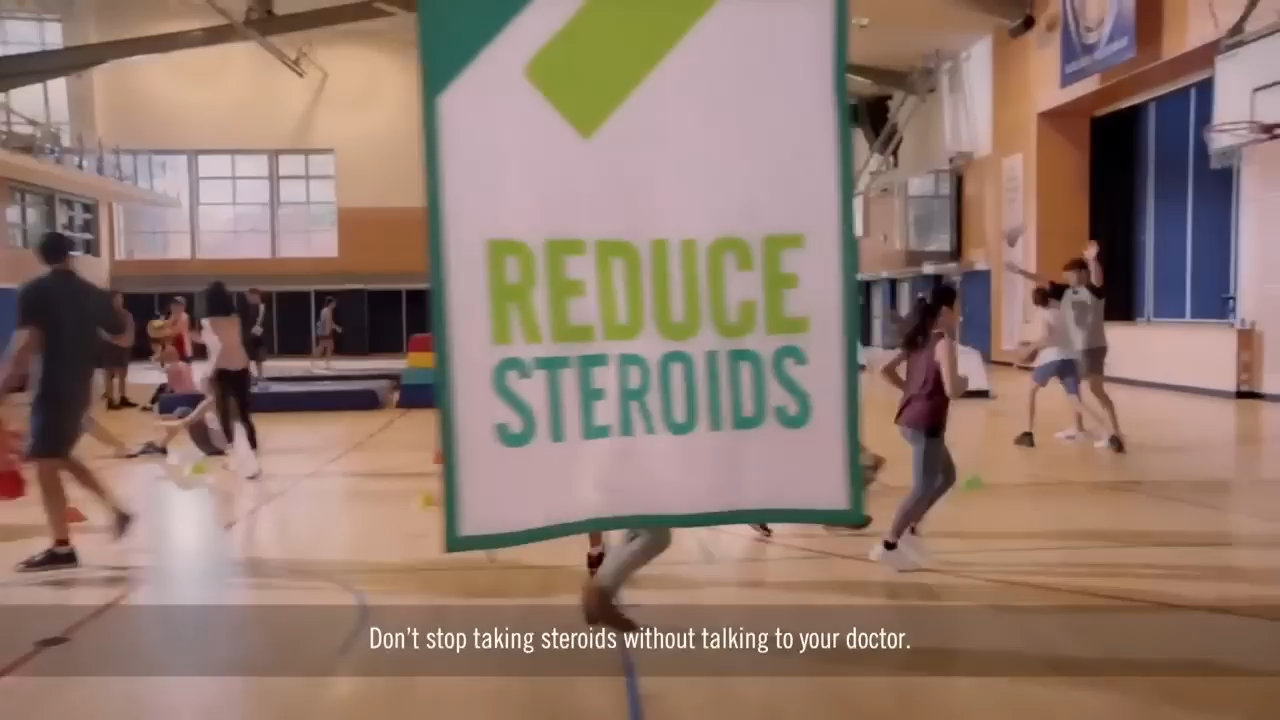 REDUCE
STEROIDS
Don't stop taking steroids without talking to your doctor.